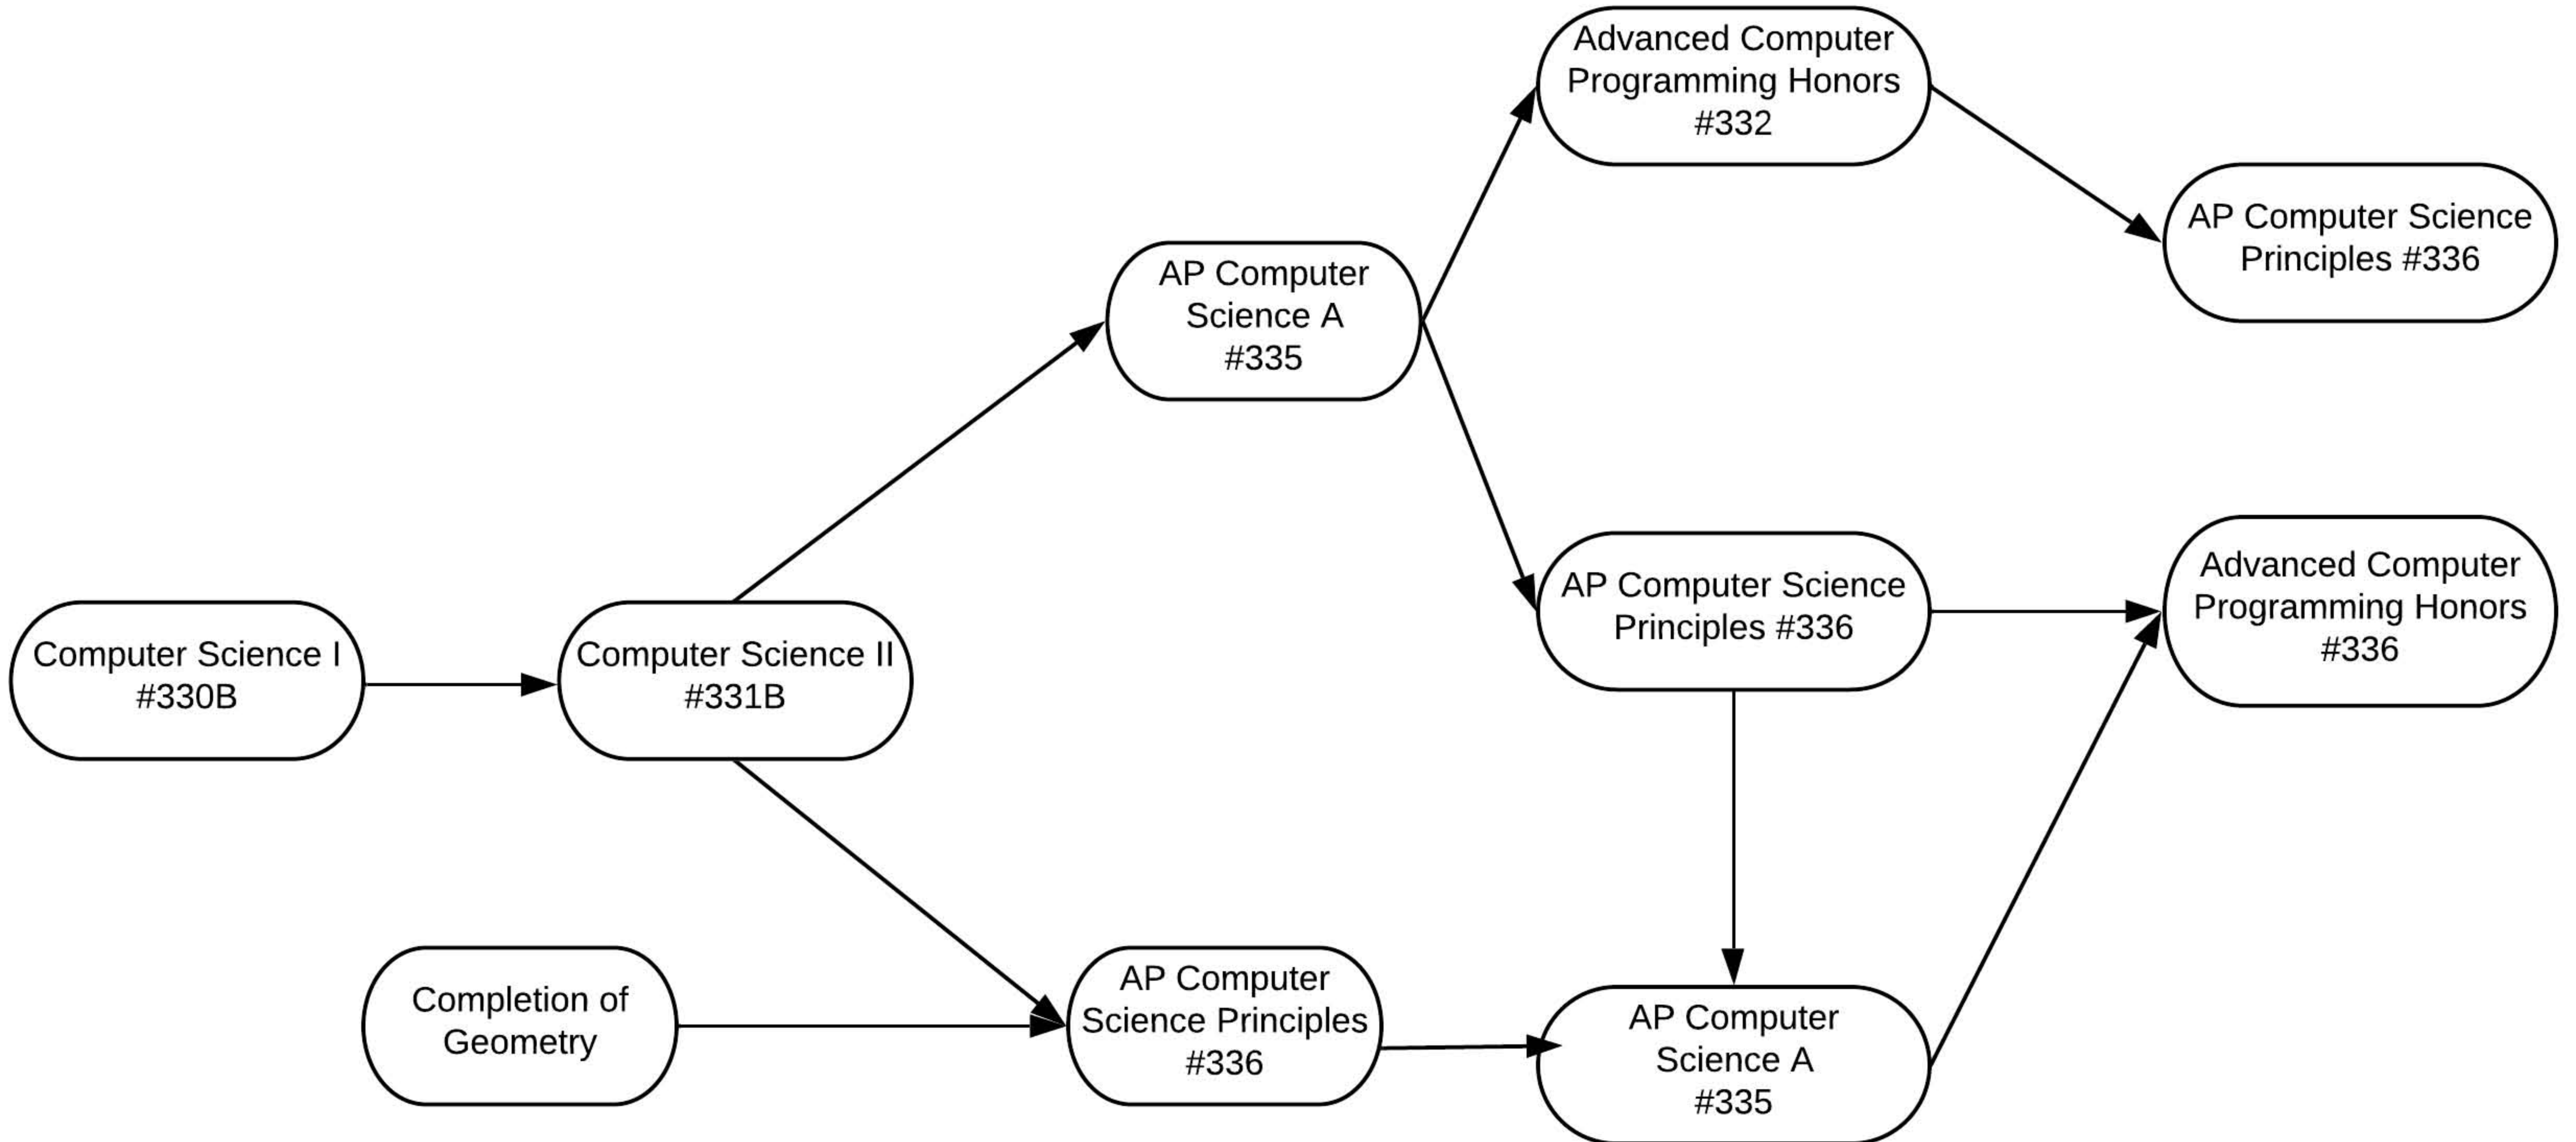 Advanced Computer
Programming Honors
#332
AP Computer Science
Principles #336
AP Computer
Science A
#335
AP Computer Science
Principles #336
Advanced Computer
Programming Honors
#336
Computer Science I
#330B
Computer Science II
#331B
Completion of
Geometry
AP Computer
Science Principles
#336
AP Computer
Science A
#335